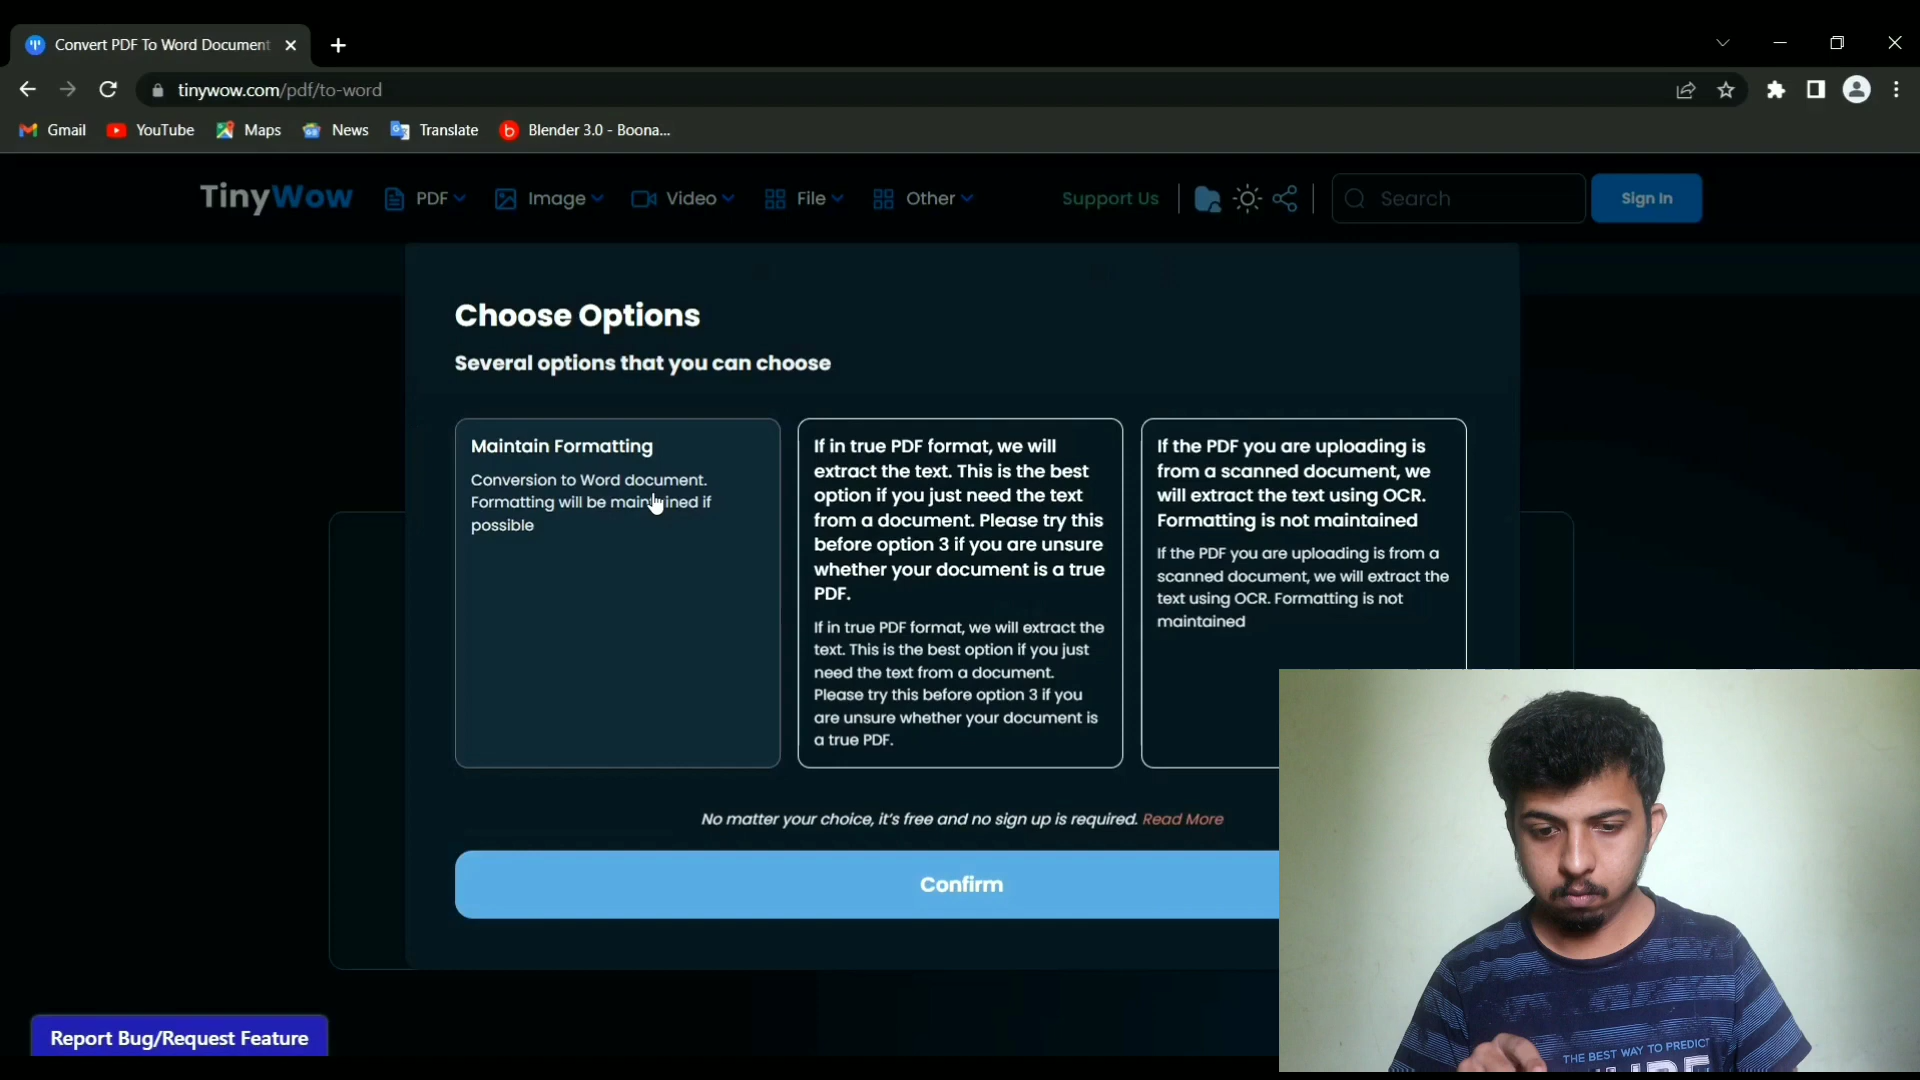 Convert PDF To Word Document
tinywow.com/pdf/to-word
Gmail
YouTube
Maps
News
Translate
Blender 3.0 - Boona...
TinyWow
PDF
Image
Video
File
Other
Support Us
Search
Sign In
Choose Options
Several options that you can choose
Maintain Formatting
Conversion to Word document.
Formatting will be maintained if
possible
If in true PDF format, we will
extract the text. This is the best
option if you just need the text
from a document. Please try this
before option 3 if you are unsure
whether your document is a true
PDF.
If in true PDF format, we will extract the
text. This is the best option if you just
need the text from a document.
Please try this before option 3 if you
are unsure whether your document is
a true PDF.
If the PDF you are uploading is
from a scanned document, we
will extract the text using OCR.
Formatting is not maintained
If the PDF you are uploading is from a
scanned document, we will extract the
text using OCR. Formatting is not
maintained
No matter your choice, it's free and no sign up is required. Read More
Confirm
Report Bug/Request Feature
THE BEST WAY TO PREDICT